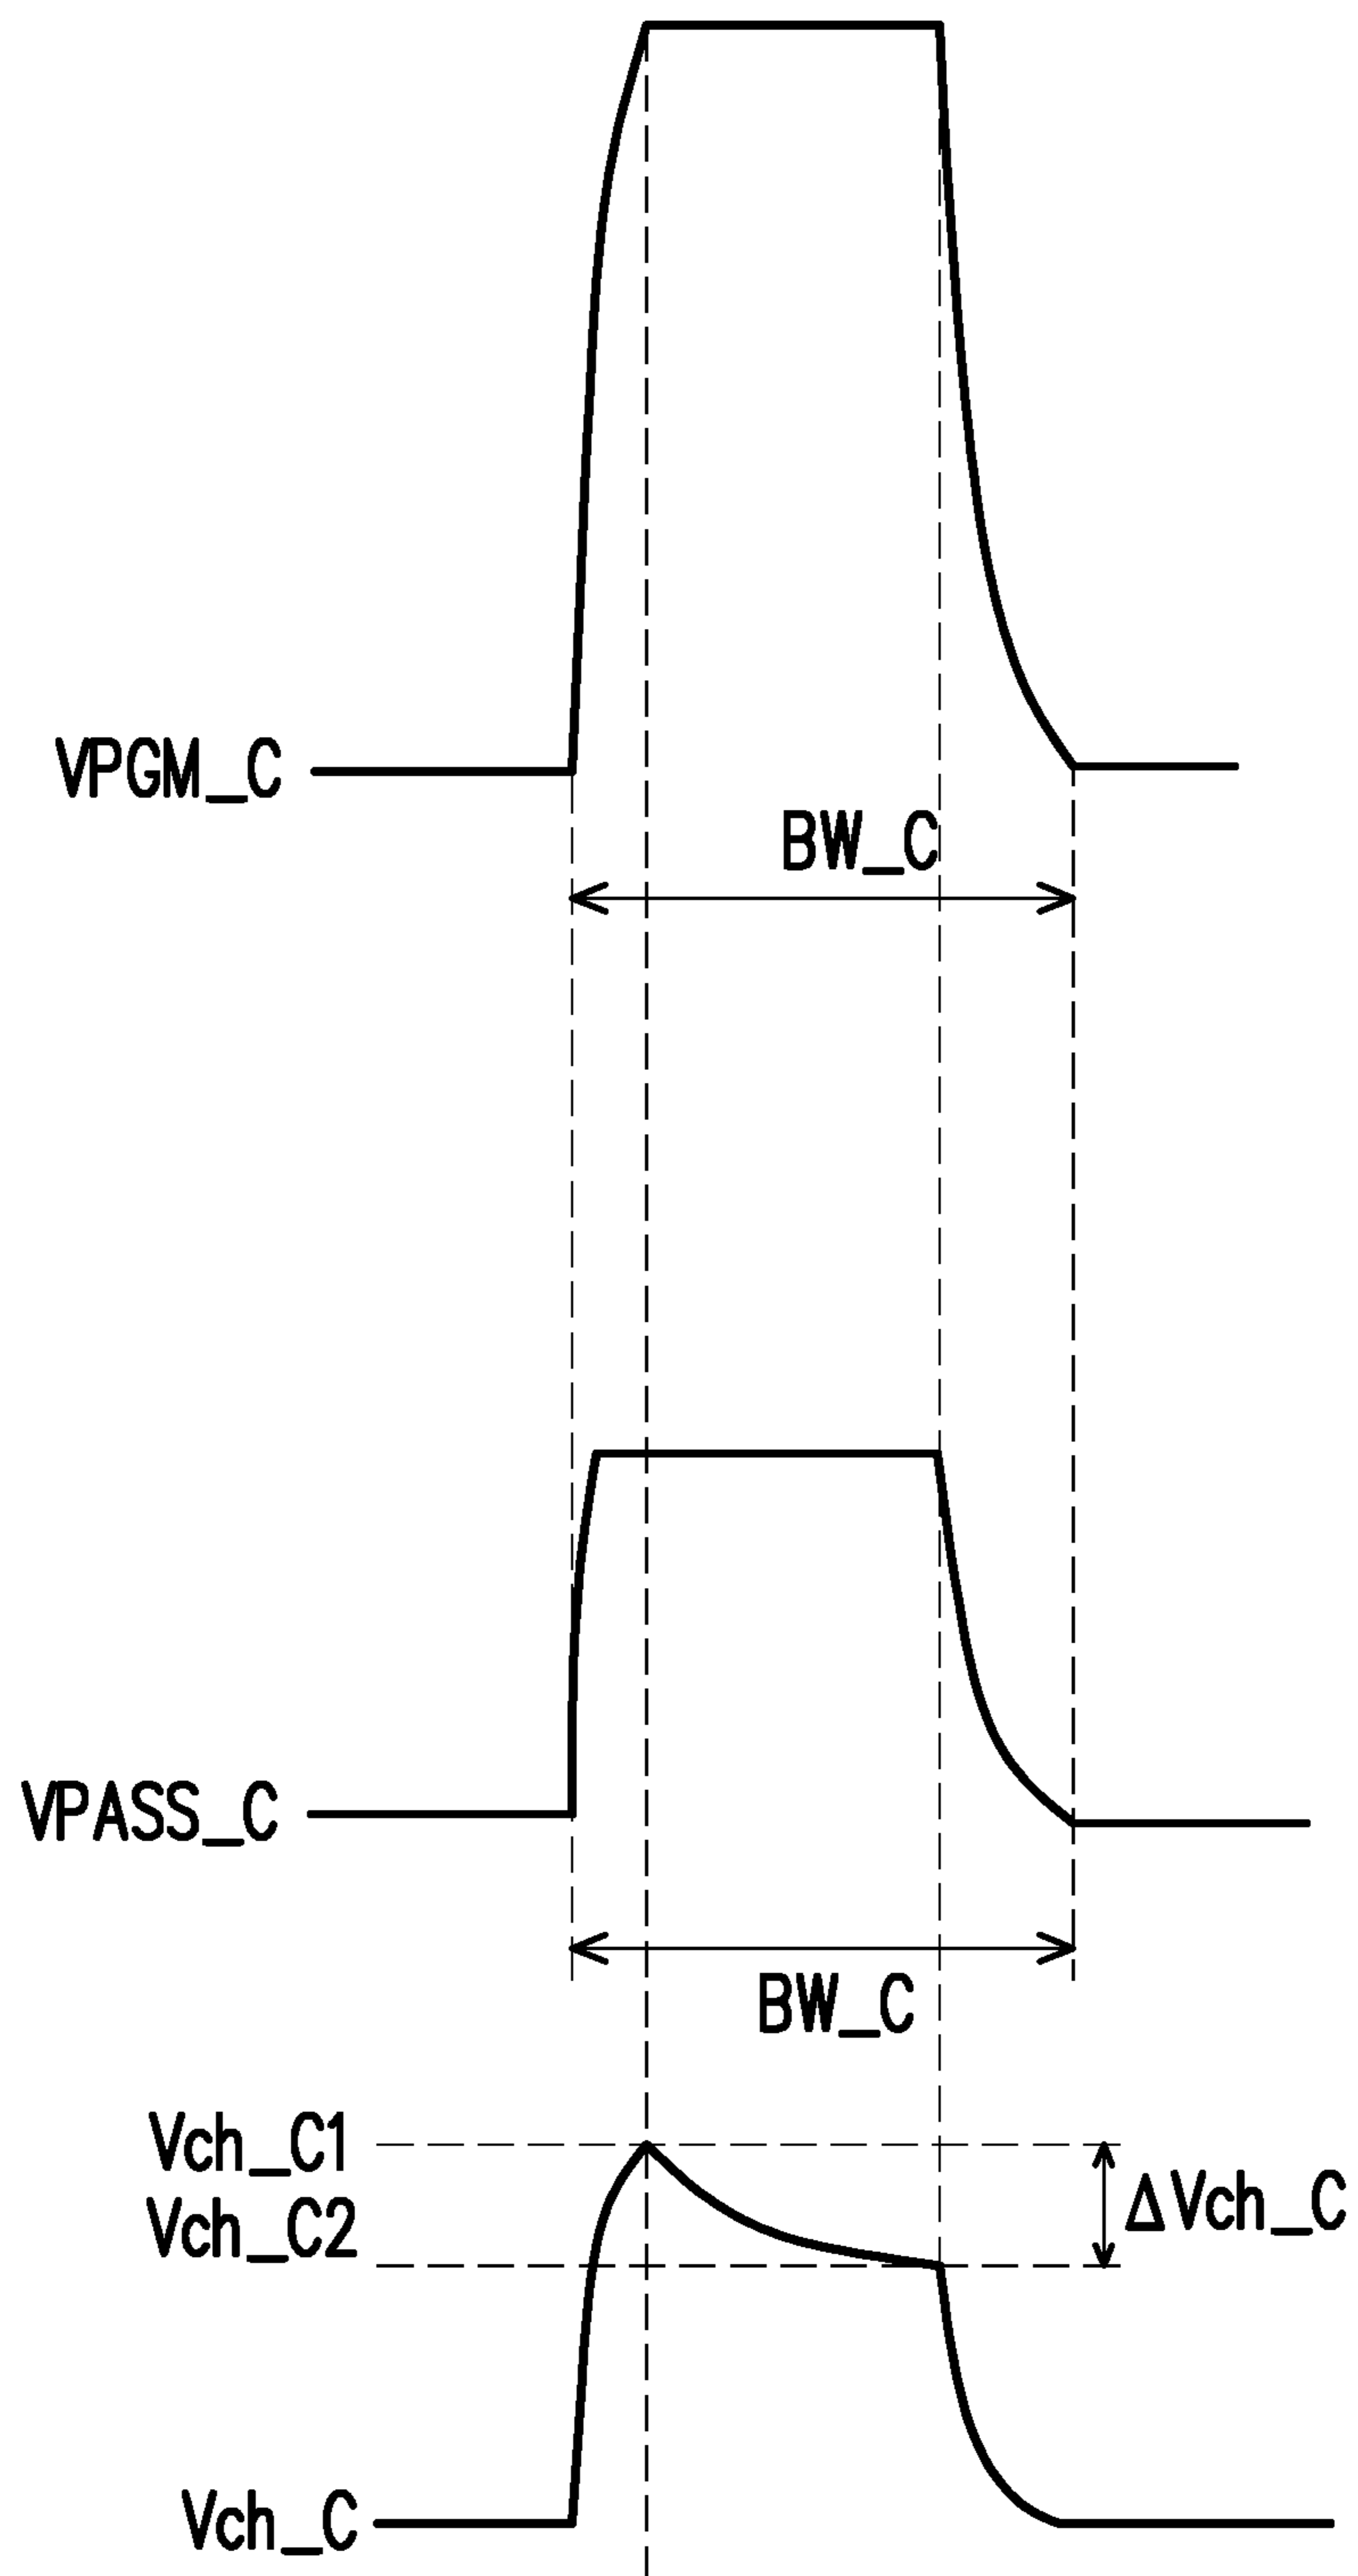 VPGM_C
BW_C
VPASS_C
BW_C
Vch_C1
Vch_C2
ΔVch_C
Vch_C